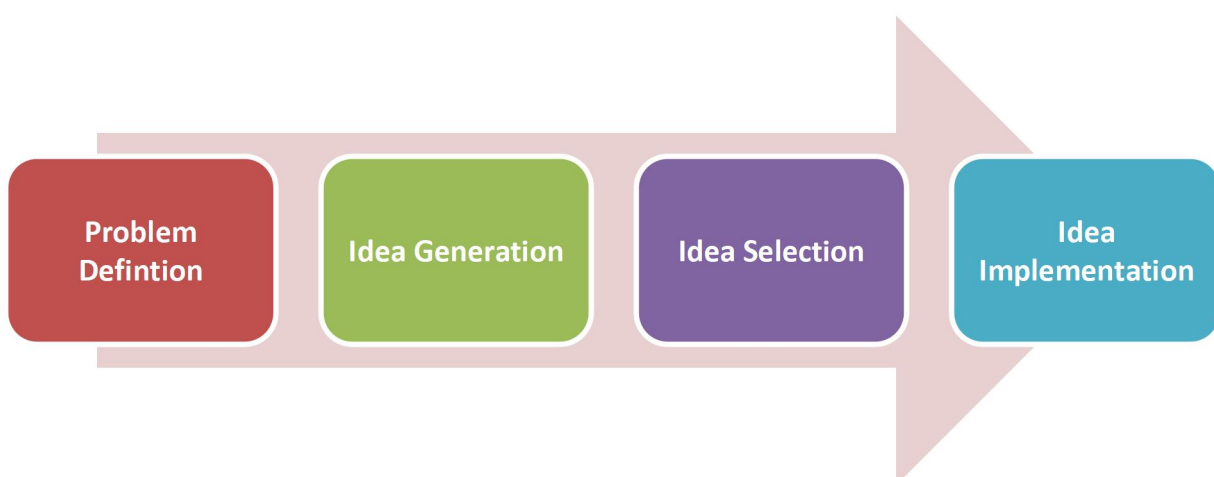 Problem
Defintion
Idea Generation
Idea Selection
Idea
Implementation